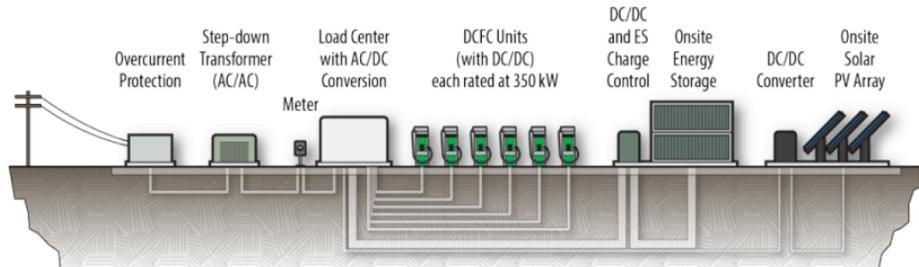 Overcurrent
Protection
Step-down
Transformer
(AC/AC)
Meter
Load Center
with AC/DC
Conversion
DCFC Units
(with DC/DC)
each rated at 350 kW
DC/DC
and ES
Charge
Control
Onsite
Energy
Storage
DC/DC
Converter
Onsite
Solar
PV Array